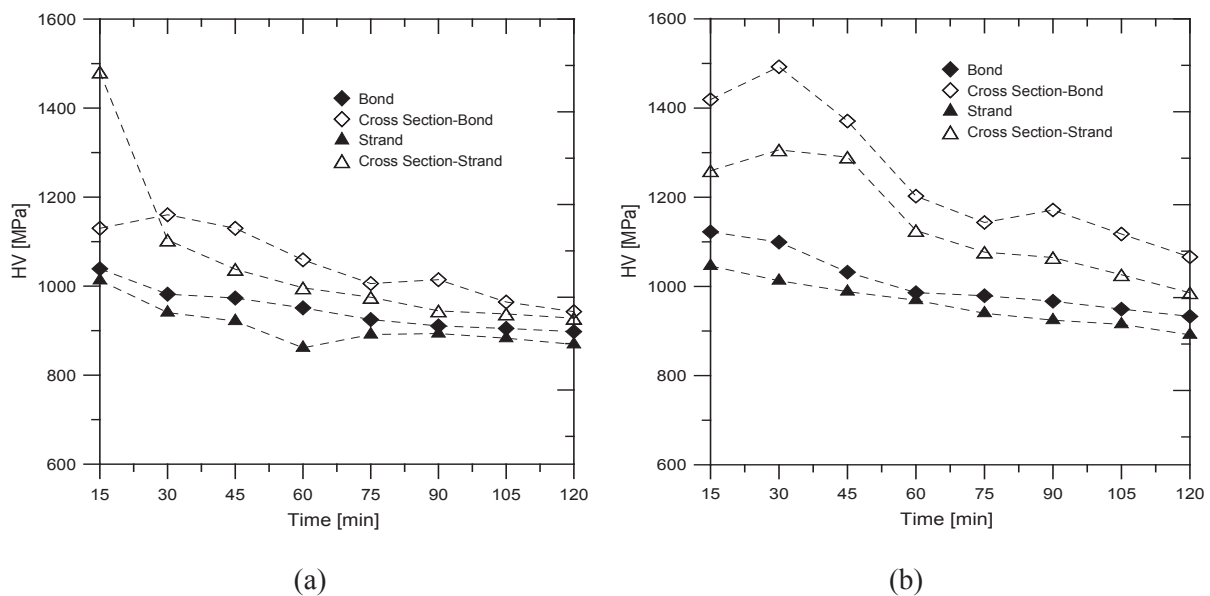 1600
1400
1200
1000
800
600
HV [MPa]
Bond
Cross Section-Bond
Strand
Cross Section-Strand
15 30 45 60 75 90 105 120
Time [min]
(a)
1600
1400
1200
1000
800
600
HV [MPa]
Bond
Cross Section-Bond
Strand
Cross Section-Strand
15 30 45 60 75 90 105 120
Time [min]
(b)